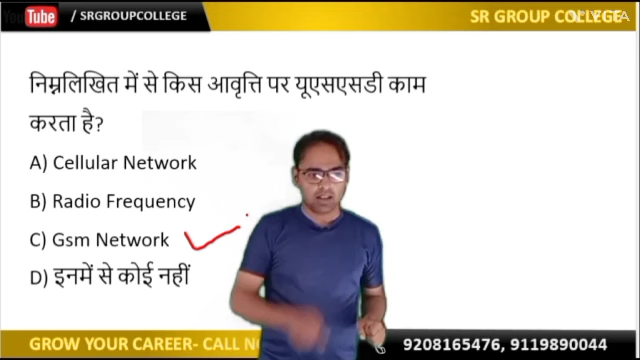 YouTube / SRGROUPCOLLEGE
SR GROUP COLLEGE
निम्नलिखित में से किस आवृत्ति पर यूएसएसडी काम
करता है?
A) Cellular Network
B) Radio Frequency
C) Gsm Network
D) इनमें से कोई नहीं
GROW YOUR CAREER- CALL
9208165476, 9119890044